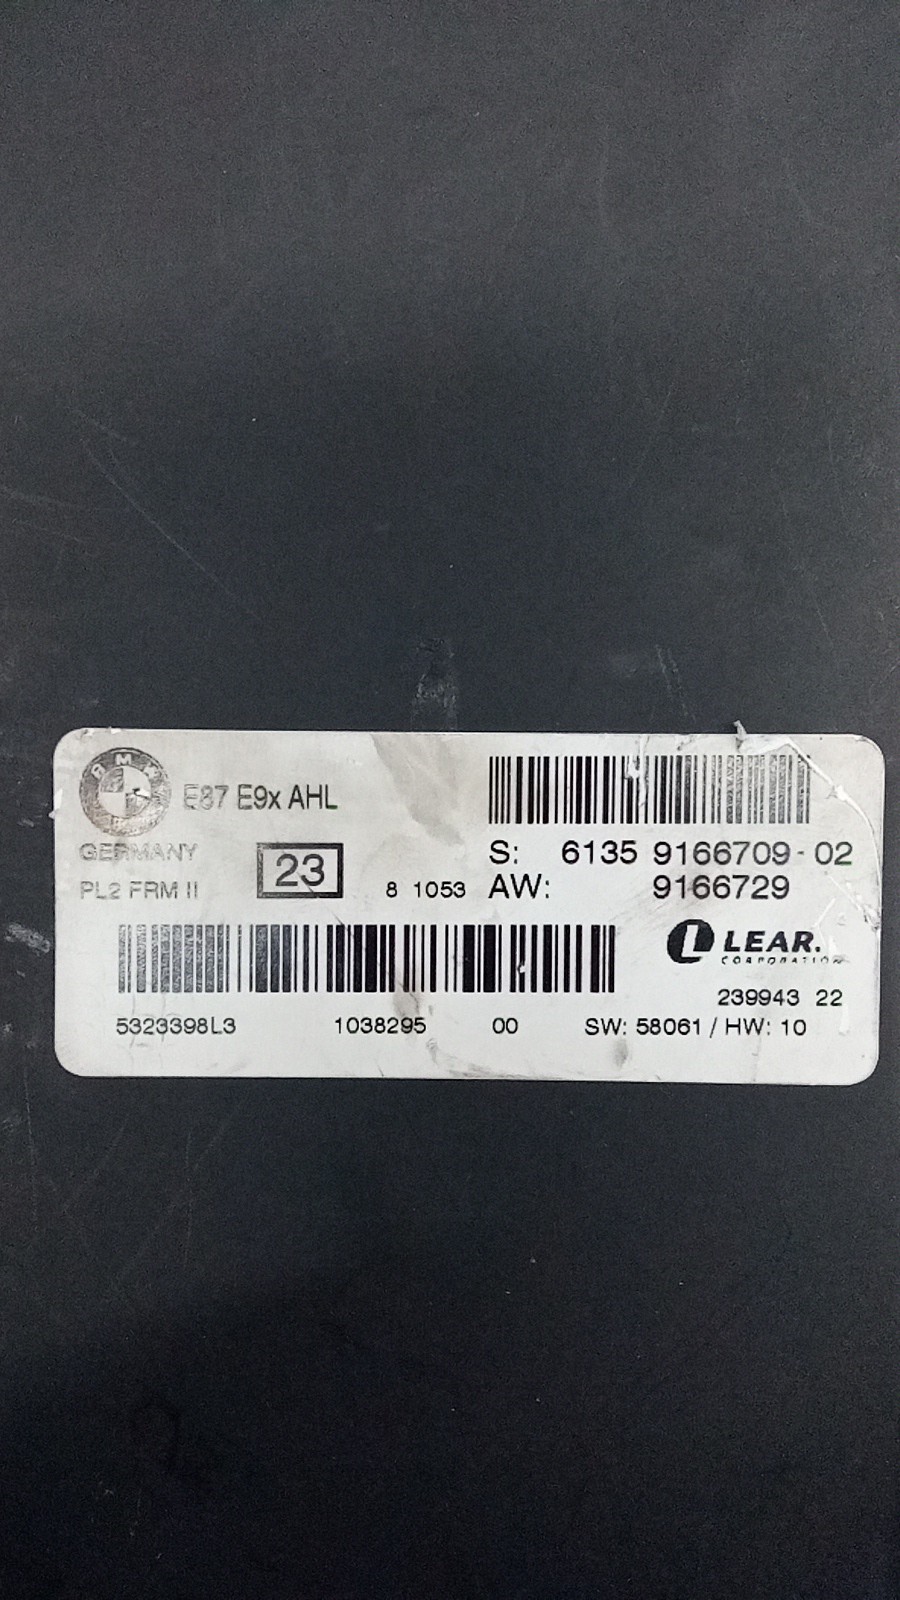 BMW
E87 E9x AHL
GERMANY
PL2 FRM II
23
8 1053
S: 6135 9166709-02
AW: 9166729
LEAR.
CORPORATION
239943 22
5323398L3 1038295 00 SW: 58061 / HW: 10